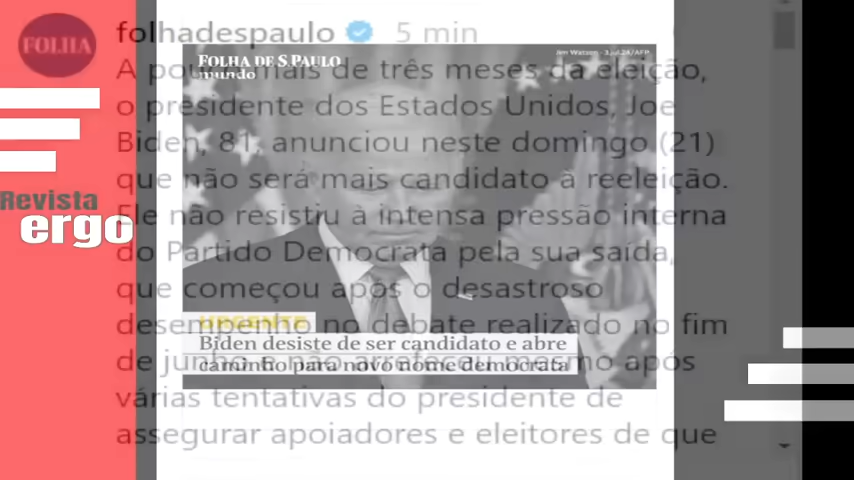 FOLHA
folhadespaulo 5 min
FOLHA DE S.PAULO
mundo
Jim Watson - 3.jul.24/AFP
A pouco mais de três meses da eleição,
o presidente dos Estados Unidos, Joe
Biden, 81, anunciou neste domingo (21)
que não será mais candidato à reeleição.
Ele não resistiu à intensa pressão interna
do Partido Democrata pela sua saída,
que começou após o desastroso
desempenho no debate realizado no fim
de junho e não arrefeceu mesmo após
várias tentativas do presidente de
assegurar apoiadores e eleitores de que
URGENTE
Biden desiste de ser candidato e abre
caminho para novo nome democrata
Revista
ergo